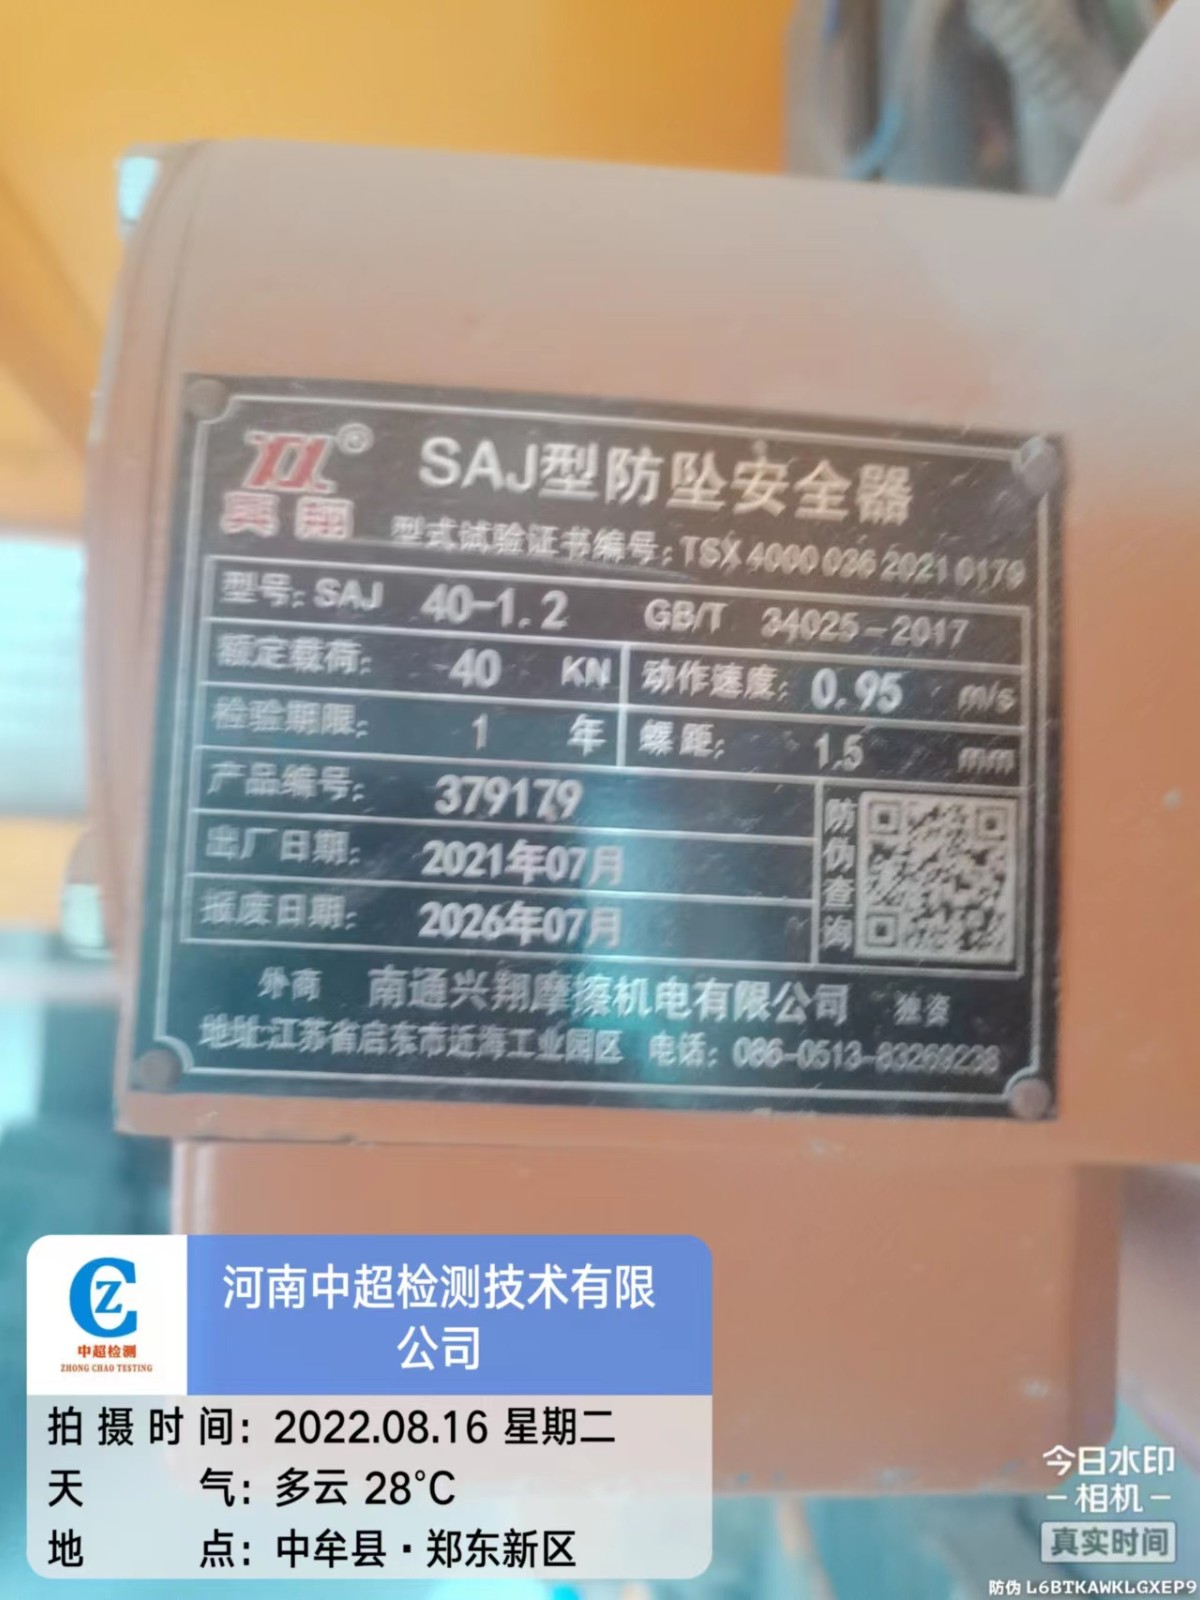 SAJ型防坠安全器
兴翔
型式试验证书编号:TSX 4000 036 2021 0179
型号:SAJ 40-1.2 GB/T 34025-2017
额定载荷: 40 KN 动作速度: 0.95 m/s
检验期限: 1 年 螺距: 1.5 mm
产品编号: 379179
出厂日期: 2021年07月
报废日期: 2026年07月
防伪查询
外商 南通兴翔摩擦机电有限公司 独资
地址:江苏省启东市近海工业园区 电话: 086-0513-83269238
CZ
中超检测
ZHONG CHAO TESTING
河南中超检测技术有限
公司
拍摄时间: 2022.08.16 星期二
天气: 多云 28°C
地点: 中牟县·郑东新区
今日水印
-相机-
真实时间
防伪 L6BTKAWKLGXEP9